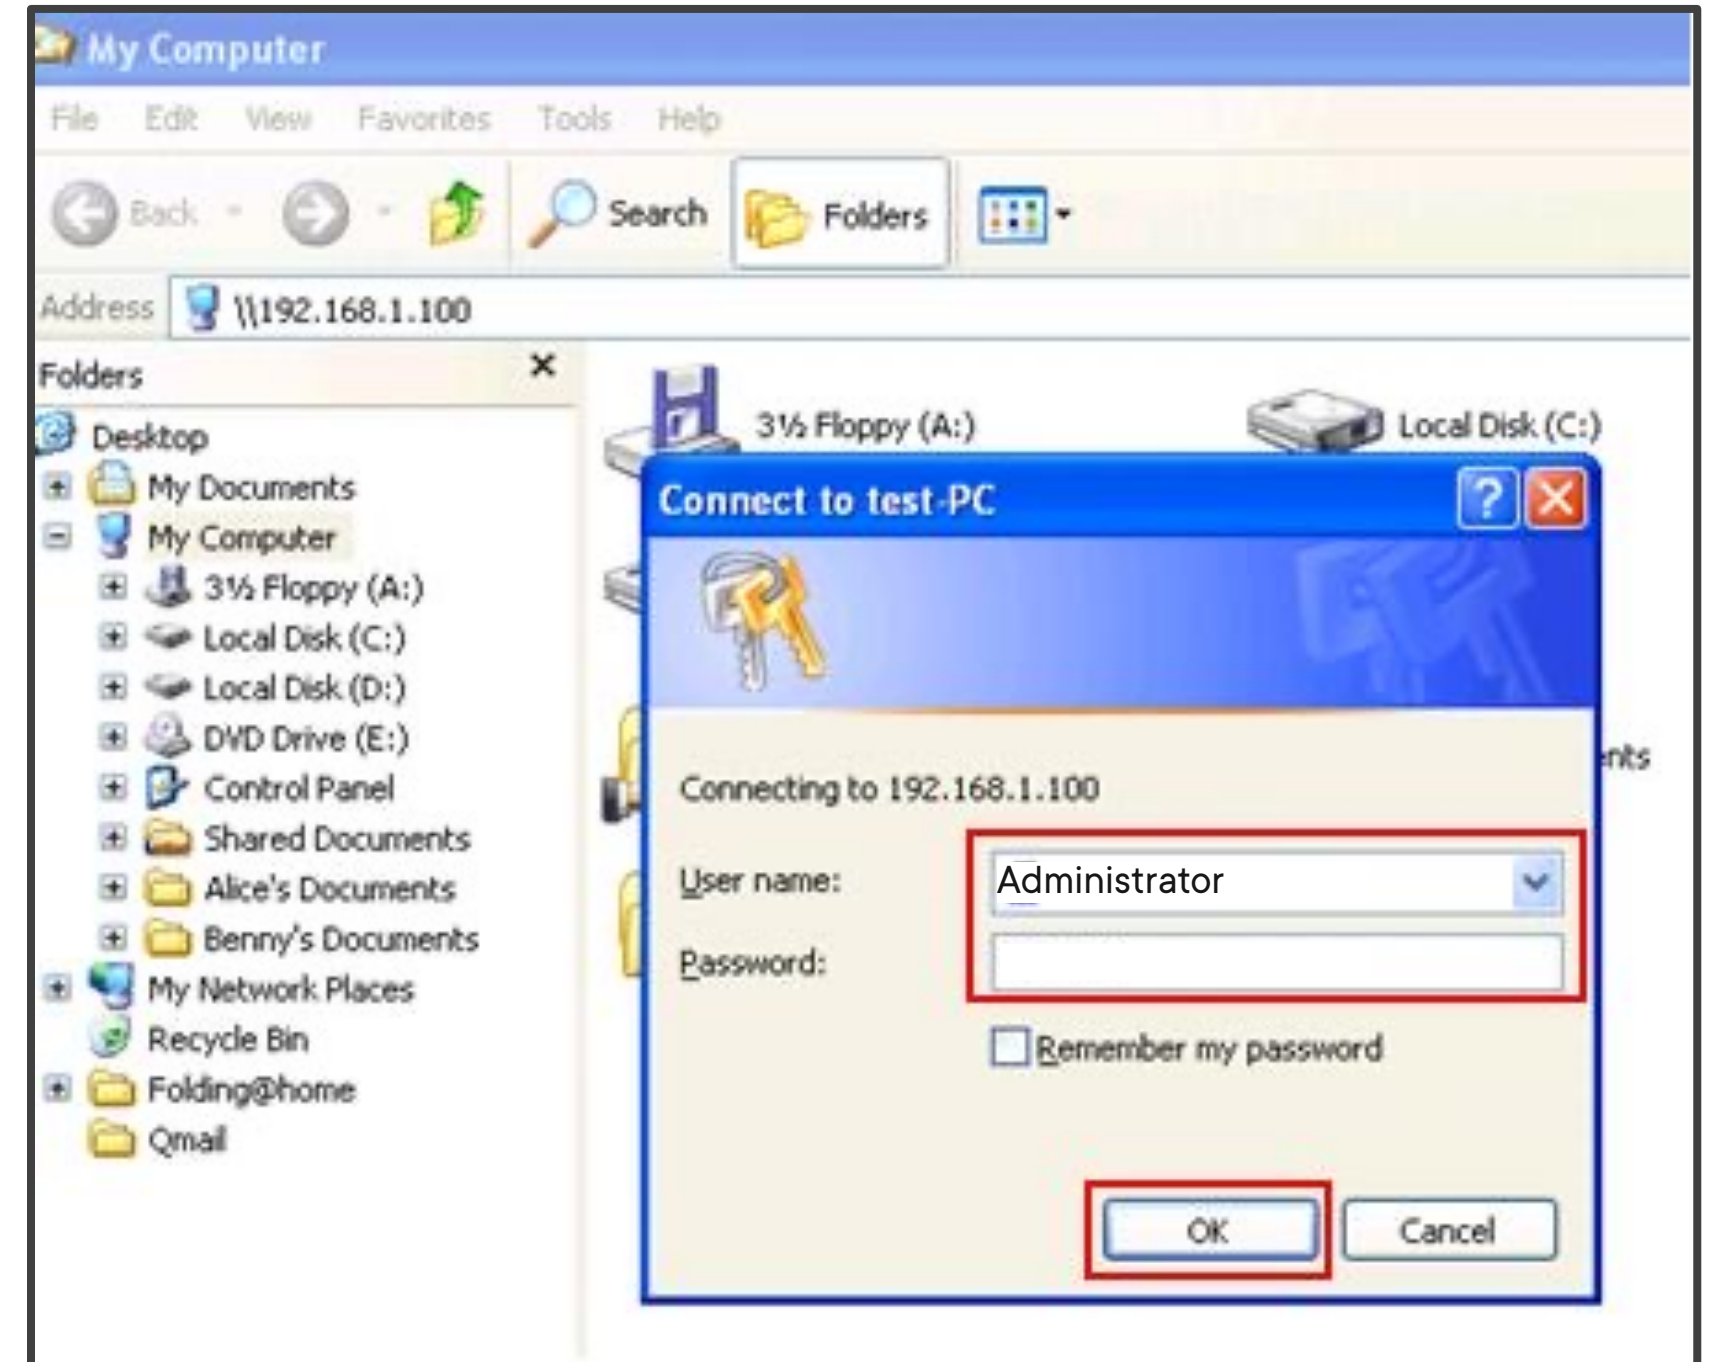 My Computer
File Edit View Favorites Tools Help
Back Search Folders
Address \\192.168.1.100
Folders
3½ Floppy (A:) Local Disk (C:)
Desktop
My Documents
My Computer
3½ Floppy (A:)
Local Disk (C:)
Local Disk (D:)
DVD Drive (E:)
Control Panel
Shared Documents
Alice's Documents
Benny's Documents
My Network Places
Recycle Bin
Folding@home
Qmail
Connect to test-PC
nts
Connecting to 192.168.1.100
User name: Administrator
Password:
Remember my password
OK Cancel